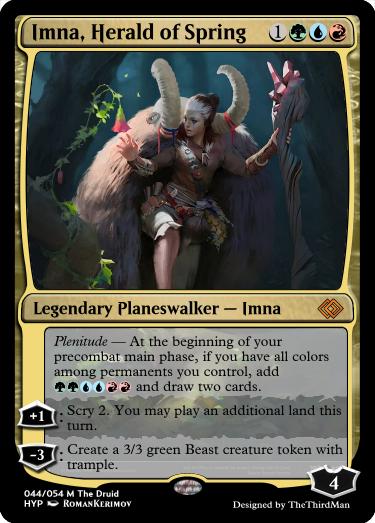 Imna, Herald of Spring 1
Legendary Planeswalker — Imna
Plenitude — At the beginning of your
precombat main phase, if you have all colors
among permanents you control, add
and draw two cards.
+1 : Scry 2. You may play an additional land this
turn.
-3 : Create a 3/3 green Beast creature token with
trample.
4
044/054 M The Druid
HYP RomanKerimov
Designed by TheThirdMan